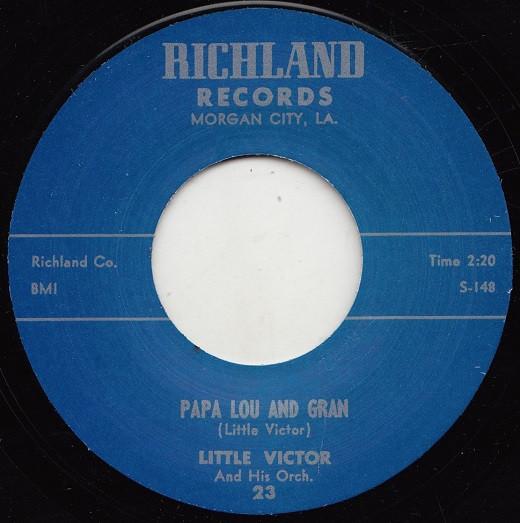 RICHLAND
RECORDS
MORGAN CITY, LA.
Richland Co.
BMI
Time 2:20
S-148
PAPA LOU AND GRAN
(Little Victor)
LITTLE VICTOR
And His Orch.
23